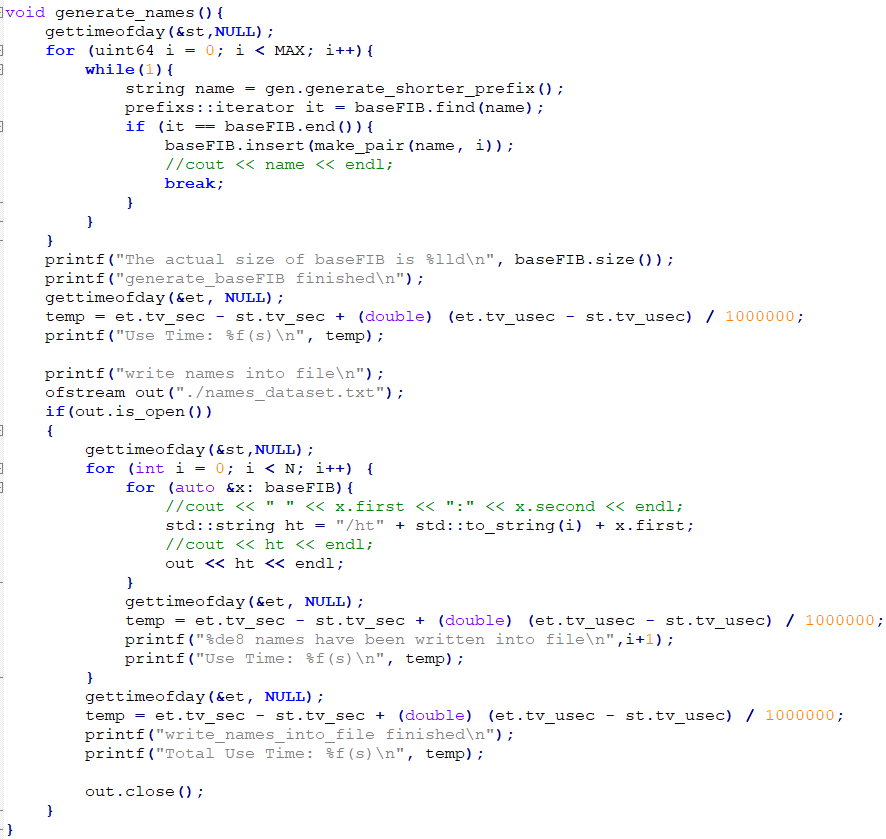 void generate_names(){
    gettimeofday(&st,NULL);
    for (uint64 i = 0; i < MAX; i++){
        while(1){
            string name = gen.generate_shorter_prefix();
            prefixs::iterator it = baseFIB.find(name);
            if (it == baseFIB.end()){
                baseFIB.insert(make_pair(name, i));
                //cout << name << endl;
                break;
            }
        }
    }
    printf("The actual size of baseFIB is %lld\n", baseFIB.size());
    printf("generate_baseFIB finished\n");
    gettimeofday(&et, NULL);
    temp = et.tv_sec - st.tv_sec + (double) (et.tv_usec - st.tv_usec) / 1000000;
    printf("Use Time: %f(s)\n", temp);

    printf("write names into file\n");
    ofstream out("./names_dataset.txt");
    if(out.is_open())
    {
        gettimeofday(&st,NULL);
        for (int i = 0; i < N; i++) {
            for (auto &x: baseFIB){
                //cout << " " << x.first << ":" << x.second << endl;
                std::string ht = "/ht" + std::to_string(i) + x.first;
                //cout << ht << endl;
                out << ht << endl;
            }
            gettimeofday(&et, NULL);
            temp = et.tv_sec - st.tv_sec + (double) (et.tv_usec - st.tv_usec) / 1000000;
            printf("%de8 names have been written into file\n",i+1);
            printf("Use Time: %f(s)\n", temp);
        }
        gettimeofday(&et, NULL);
        temp = et.tv_sec - st.tv_sec + (double) (et.tv_usec - st.tv_usec) / 1000000;
        printf("write_names_into_file finished\n");
        printf("Total Use Time: %f(s)\n", temp);

        out.close();
    }
}